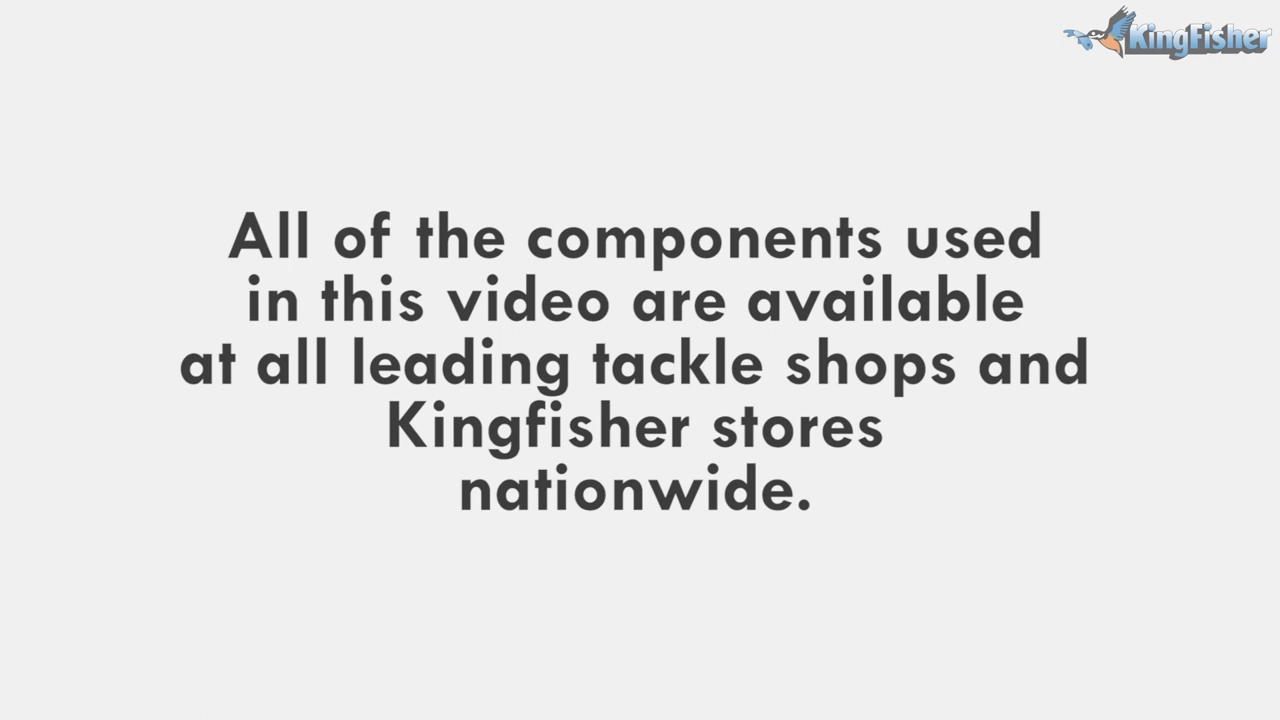 KingFisher
All of the components used
in this video are available
at all leading tackle shops and
Kingfisher stores
nationwide.